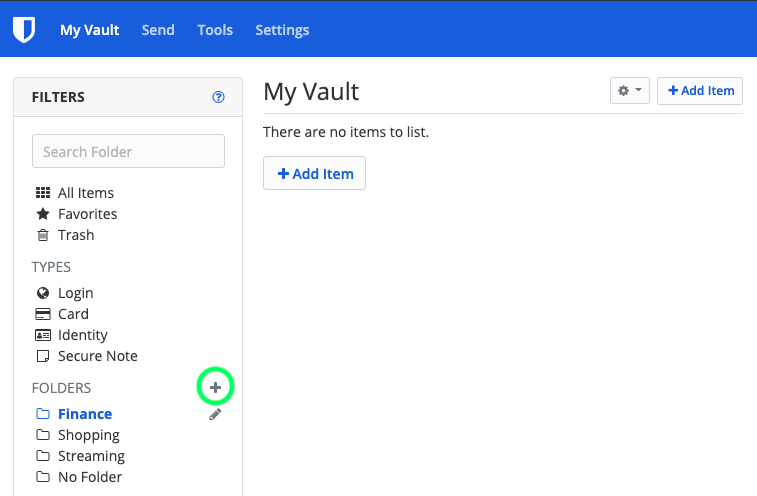 My Vault Send Tools Settings
FILTERS
Search Folder
All Items
Favorites
Trash
TYPES
Login
Card
Identity
Secure Note
FOLDERS
Finance
Shopping
Streaming
No Folder
My Vault
Add Item
There are no items to list.
Add Item